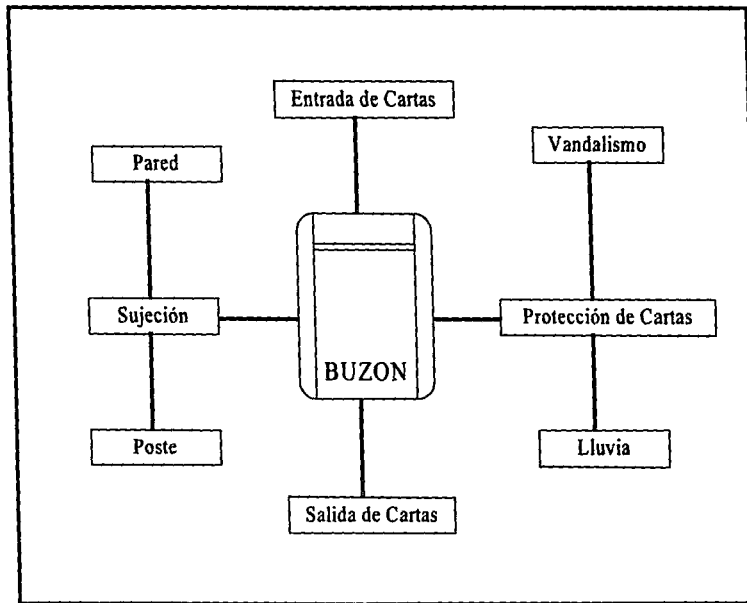 Entrada de Cartas
Vandalismo
Pared
Sujeción
Protección de Cartas
BUZON
Poste
Lluvia
Salida de Cartas